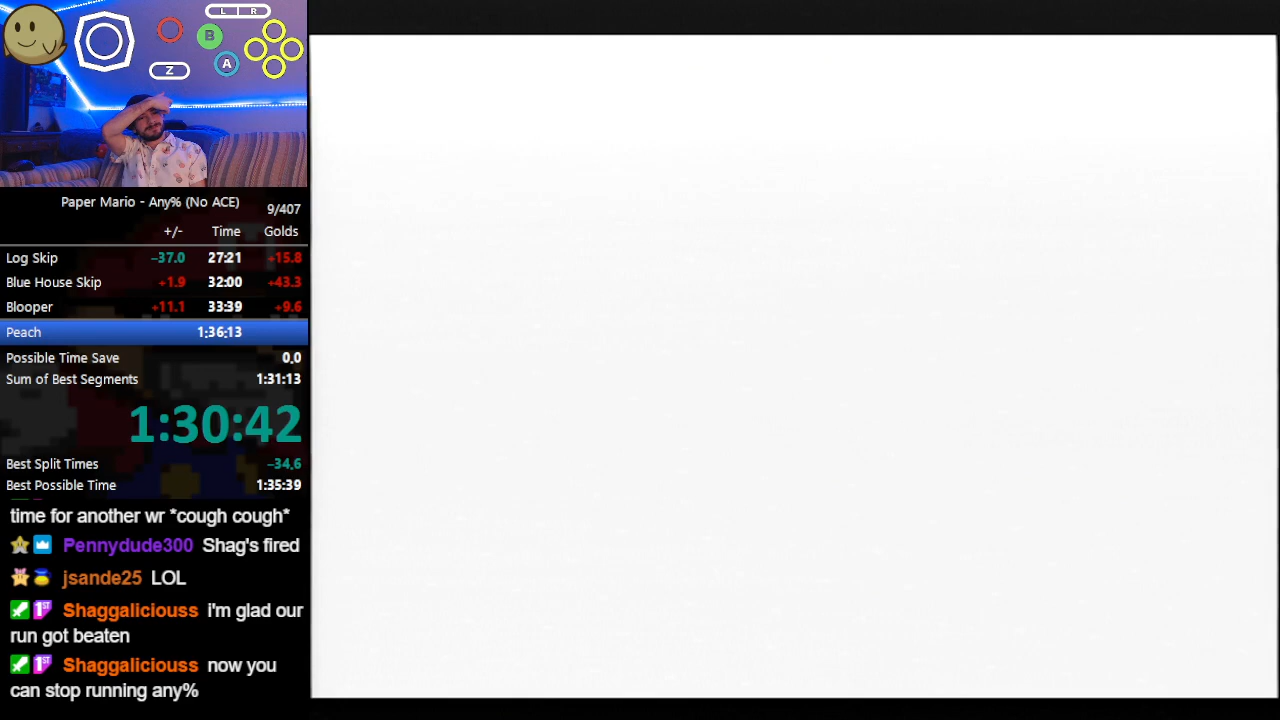 L R
B
A
Z
Paper Mario - Any% (No ACE)
9/407
+/- Time Golds
Log Skip -37.0 27:21 +15.8
Blue House Skip +1.9 32:00 +43.3
Blooper +11.1 33:39 +9.6
Peach 1:36:13
Possible Time Save 0.0
Sum of Best Segments 1:31:13
1:30:42
Best Split Times -34.6
Best Possible Time 1:35:39
time for another wr *cough cough*
Pennydude300 Shag's fired
jsande25 LOL
1ST Shaggaliciouss i'm glad our
run got beaten
1ST Shaggaliciouss now you
can stop running any%